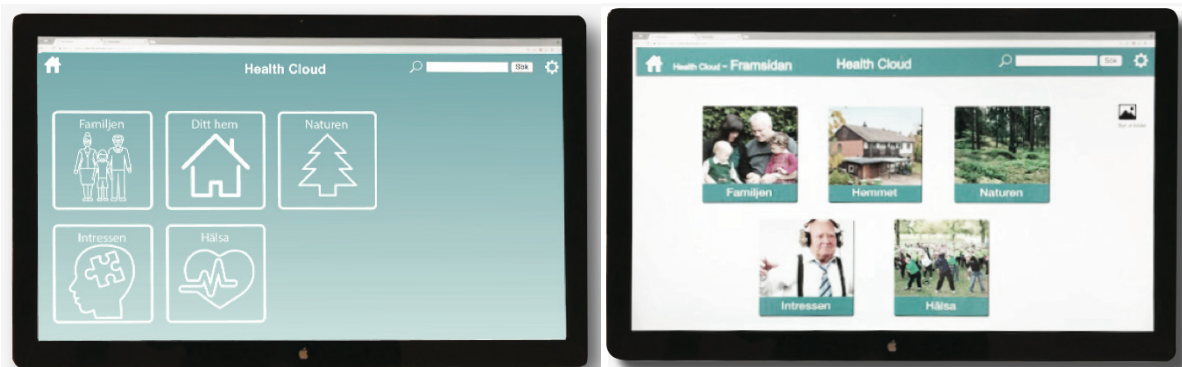 Health Cloud
Sök
Familjen
Ditt hem
Naturen
Intressen
Hälsa
Health Cloud - Framsidan
Health Cloud
Sök
Familjen
Hemmet
Naturen
Intressen
Hälsa